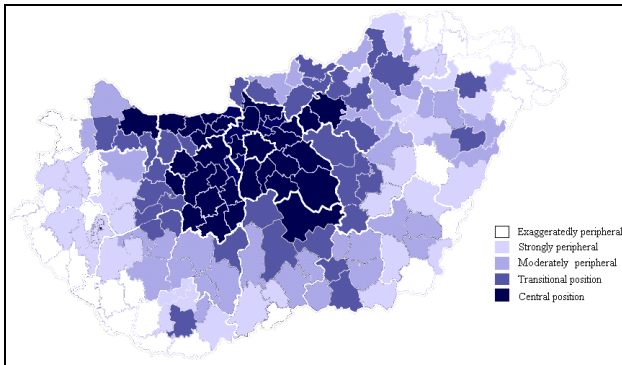 Exaggeratedly peripheral
Strongly peripheral
Moderately peripheral
Transitional position
Central position